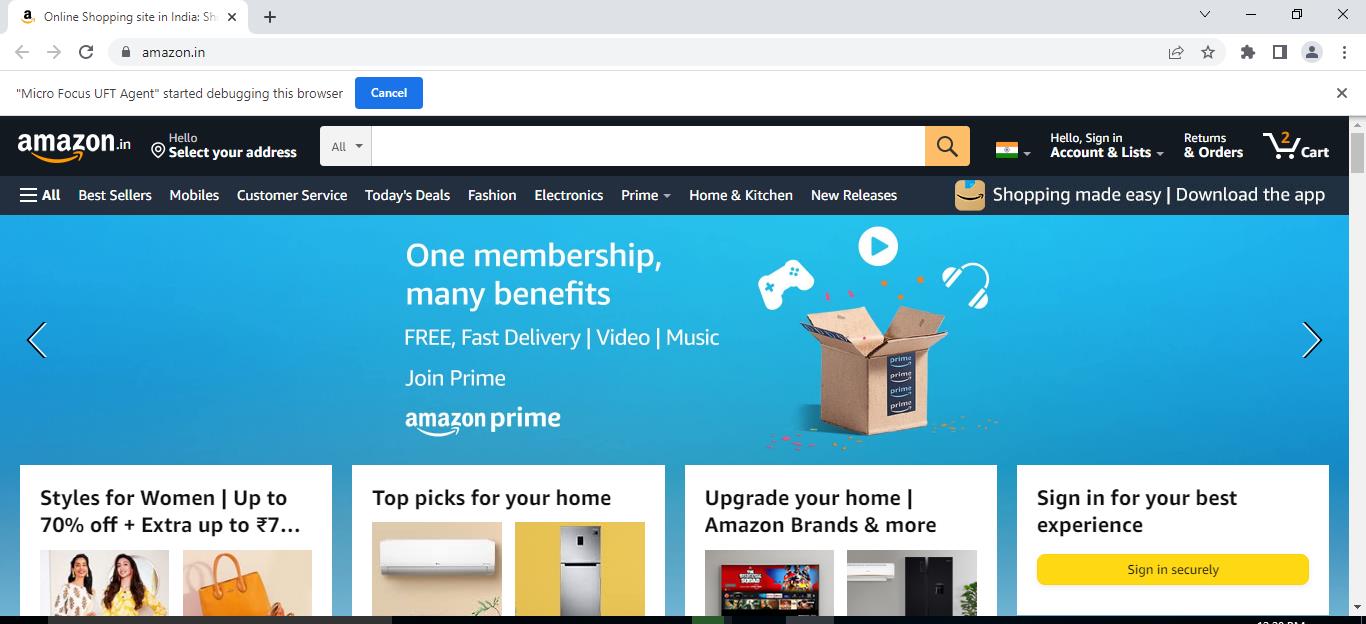 Online Shopping site in India: Sh
amazon.in
"Micro Focus UFT Agent" started debugging this browser
Cancel
amazon.in
Hello
Select your address
All
Hello, Sign in
Account & Lists
Returns
& Orders
2
Cart
All Best Sellers Mobiles Customer Service Today's Deals Fashion Electronics Prime Home & Kitchen New Releases
Shopping made easy | Download the app
One membership,
many benefits
FREE, Fast Delivery | Video | Music
Join Prime
amazon prime
prime
prime
prime
prime
Styles for Women | Up to
70% off + Extra up to ₹7...
Top picks for your home
Upgrade your home |
Amazon Brands & more
Sign in for your best
experience
Sign in securely